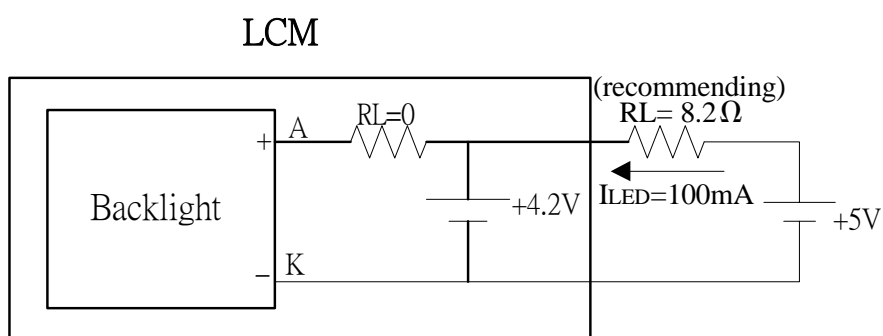 LCM
(recommending)
RL=0
RL= 8.2Ω
+ A
ILED=100mA
Backlight
+4.2V
+5V
− K